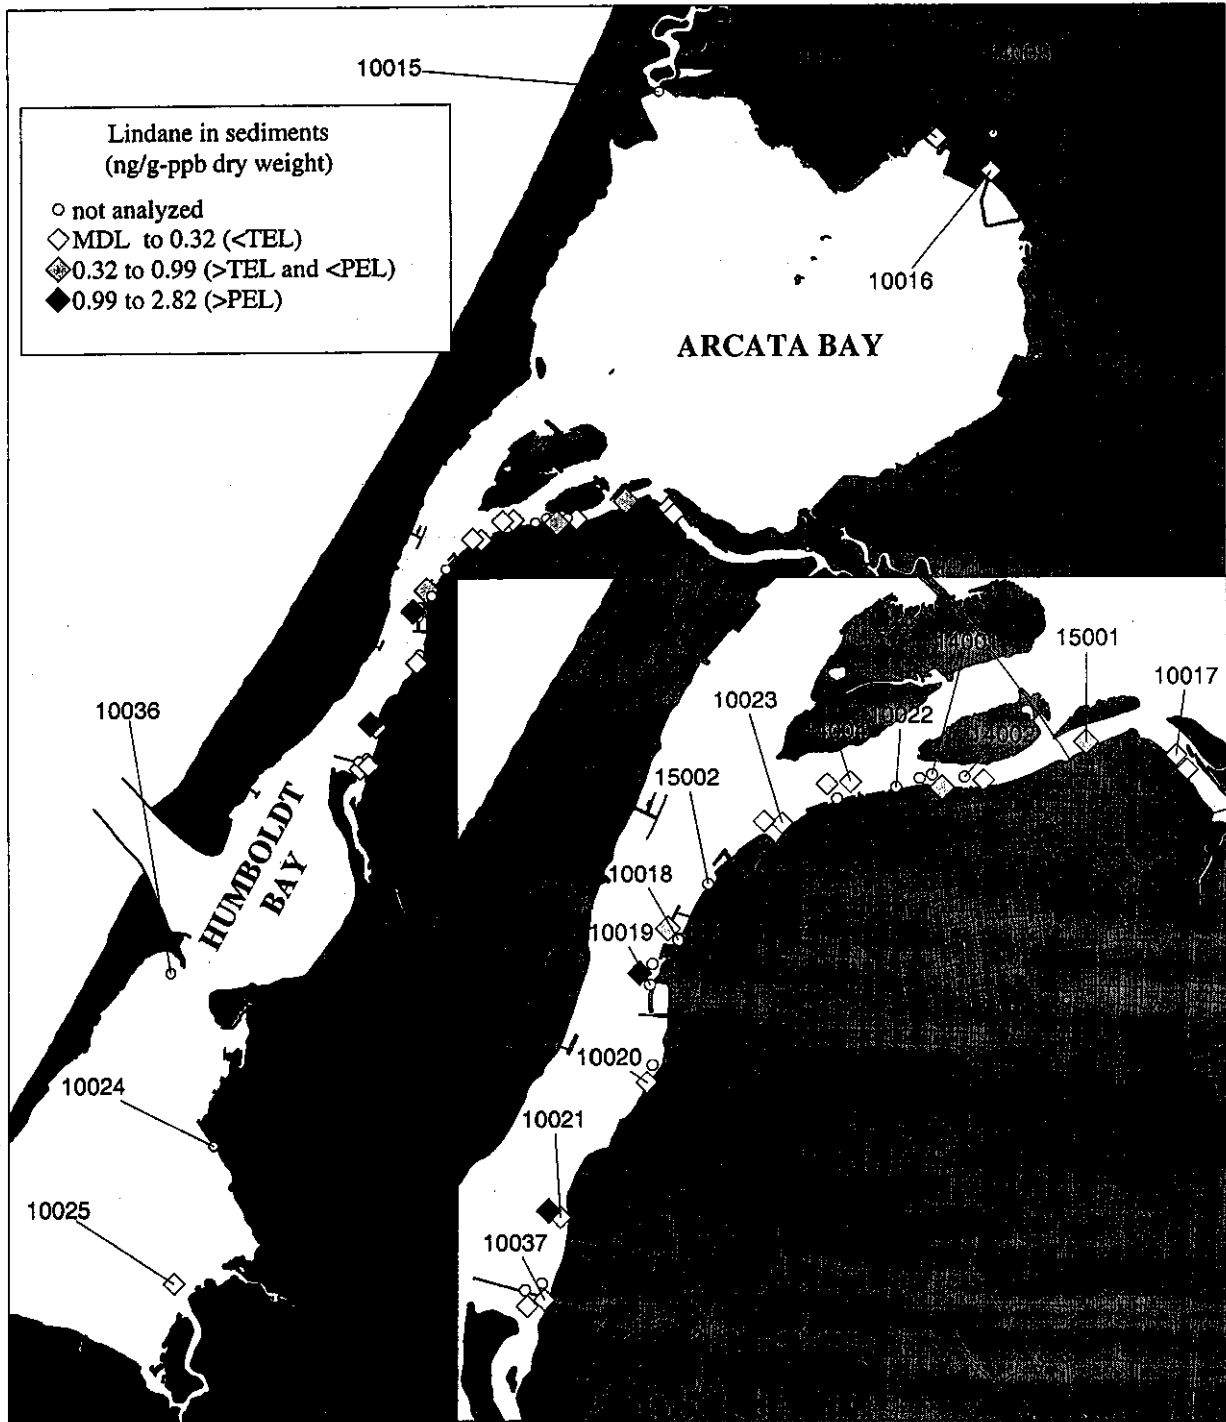 10015
Lindane in sediments
(ng/g-ppb dry weight)
not analyzed
MDL to 0.32 (<TEL)
0.32 to 0.99 (>TEL and <PEL)
0.99 to 2.82 (>PEL)
10016
ARCATA BAY
10036
HUMBOLDT
BAY
10024
10025
15001
10017
10023
10022
14002
15002
10018
10019
10020
10021
10037